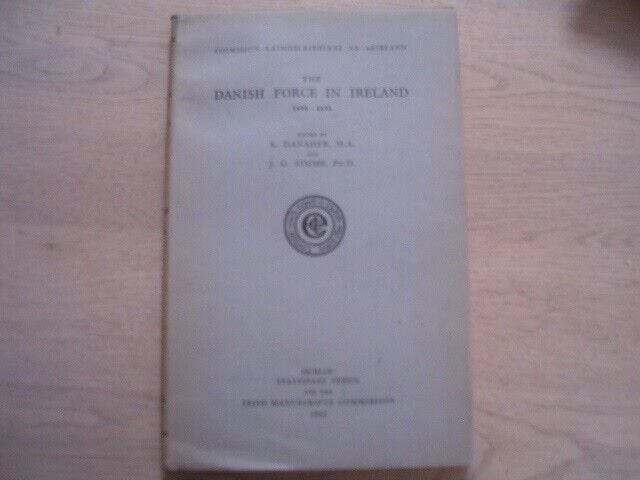 COIMISIÚN LÁIMHSCRÍBHINNÍ NA hÉIREANN
THE
DANISH FORCE IN IRELAND
1690–1691
EDITED BY
K. DANAHER, M.A.
AND
J. G. SIMMS, Ph.D.
DUBLIN
STATIONERY OFFICE
FOR THE
IRISH MANUSCRIPTS COMMISSION
1962